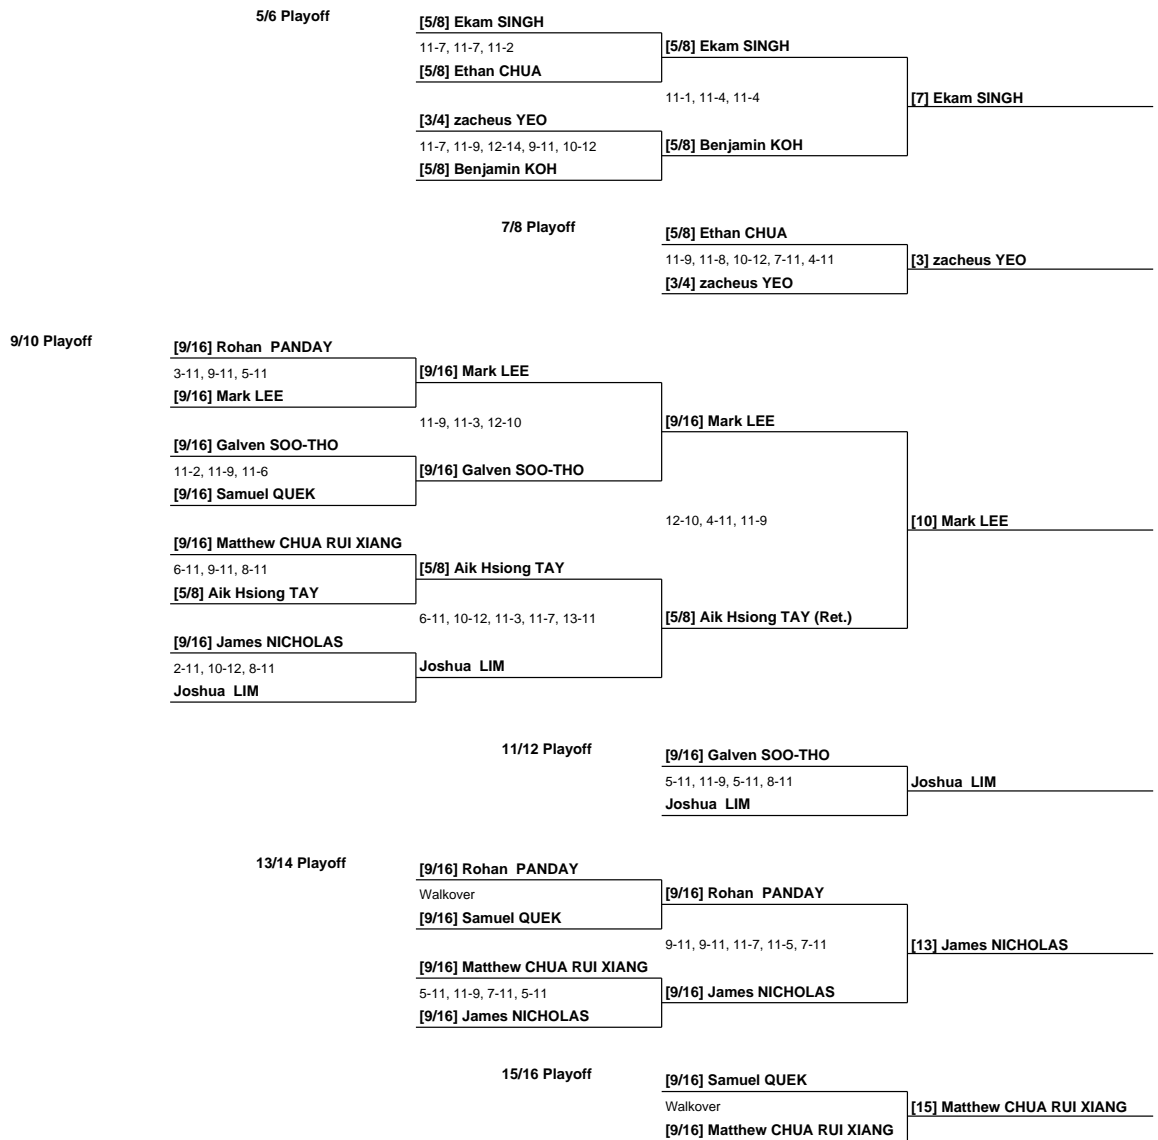 5/6 Playoff
[5/8] Ekam SINGH
11-7, 11-7, 11-2
[5/8] Ekam SINGH
[5/8] Ethan CHUA
11-1, 11-4, 11-4
[7] Ekam SINGH
[3/4] zacheus YEO
11-7, 11-9, 12-14, 9-11, 10-12
[5/8] Benjamin KOH
[5/8] Benjamin KOH
7/8 Playoff
[5/8] Ethan CHUA
11-9, 11-8, 10-12, 7-11, 4-11
[3] zacheus YEO
[3/4] zacheus YEO
9/10 Playoff
[9/16] Rohan  PANDAY
3-11, 9-11, 5-11
[9/16] Mark LEE
[9/16] Mark LEE
11-9, 11-3, 12-10
[9/16] Mark LEE
[9/16] Galven SOO-THO
11-2, 11-9, 11-6
[9/16] Galven SOO-THO
[9/16] Samuel QUEK
12-10, 4-11, 11-9
[10] Mark LEE
[9/16] Matthew CHUA RUI XIANG
6-11, 9-11, 8-11
[5/8] Aik Hsiong TAY
[5/8] Aik Hsiong TAY
6-11, 10-12, 11-3, 11-7, 13-11
[5/8] Aik Hsiong TAY (Ret.)
[9/16] James NICHOLAS
2-11, 10-12, 8-11
Joshua  LIM
Joshua  LIM
11/12 Playoff
[9/16] Galven SOO-THO
5-11, 11-9, 5-11, 8-11
Joshua  LIM
Joshua  LIM
13/14 Playoff
[9/16] Rohan  PANDAY
Walkover
[9/16] Rohan  PANDAY
[9/16] Samuel QUEK
9-11, 9-11, 11-7, 11-5, 7-11
[13] James NICHOLAS
[9/16] Matthew CHUA RUI XIANG
5-11, 11-9, 7-11, 5-11
[9/16] James NICHOLAS
[9/16] James NICHOLAS
15/16 Playoff
[9/16] Samuel QUEK
Walkover
[15] Matthew CHUA RUI XIANG
[9/16] Matthew CHUA RUI XIANG